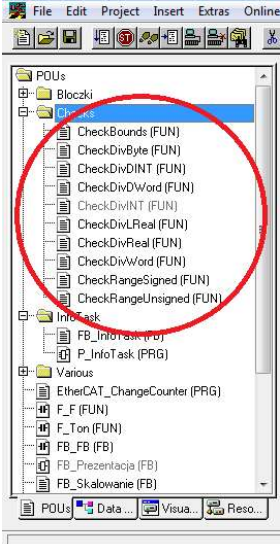 File Edit Project Insert Extras Online
POUs
Bloczki
Checks
CheckBounds (FUN)
CheckDivByte (FUN)
CheckDivDINT (FUN)
CheckDivDWord (FUN)
CheckDivINT (FUN)
CheckDivLReal (FUN)
CheckDivReal (FUN)
CheckDivWord (FUN)
CheckRangeSigned (FUN)
CheckRangeUnsigned (FUN)
InfoTask
FB_InfoTask (FB)
P_InfoTask (PRG)
Various
EtherCAT_ChangeCounter (PRG)
F_F (FUN)
F_Ton (FUN)
FB_FB (FB)
FB_Prezentacja (FB)
FB_Skalowanie (FB)
POUs Data ... Visua... Reso...